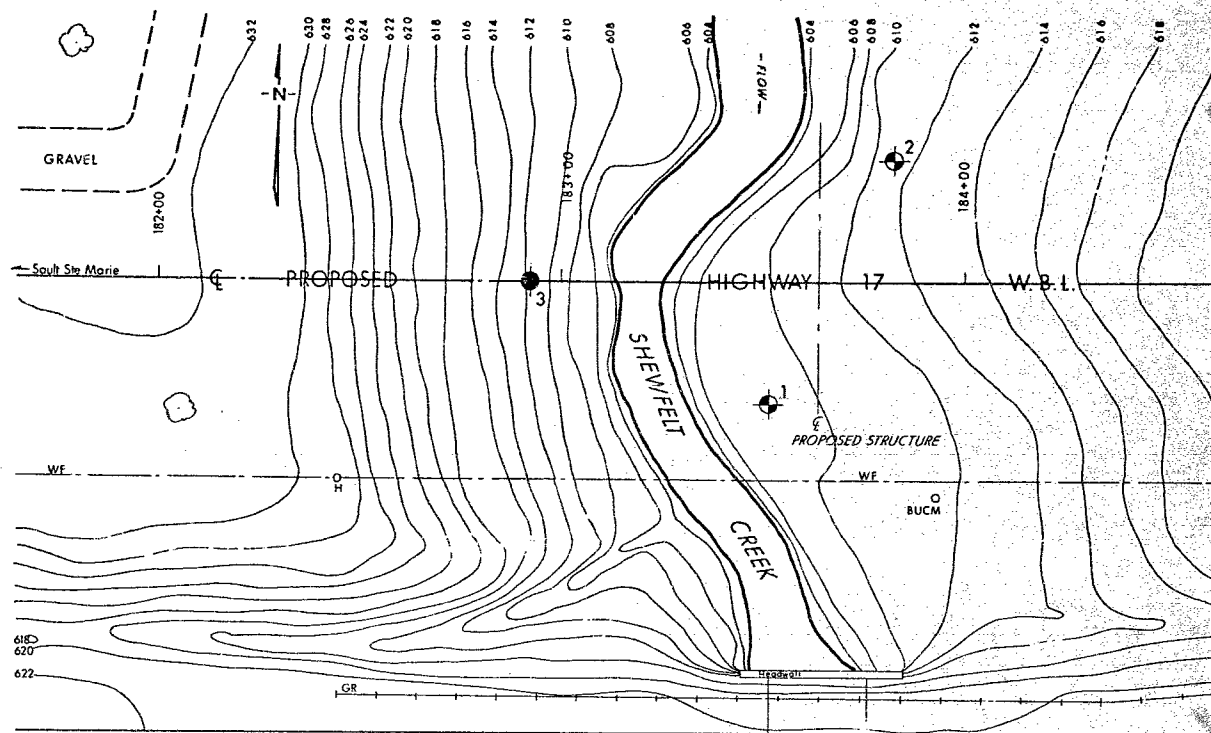 632
630
628
626
624
622
620
618
616
614
612
610
608
606
604
604
606
608
610
612
614
616
618
-FLOW-
-N-
GRAVEL
182+00
183+00
184+00
2
Sault Ste Marie
℄ PROPOSED HIGHWAY 17 W.B.L.
3
SHEWFELT CREEK
1
℄
PROPOSED STRUCTURE
WF
WF
H
BUCM
618
620
622
Headwall
GR